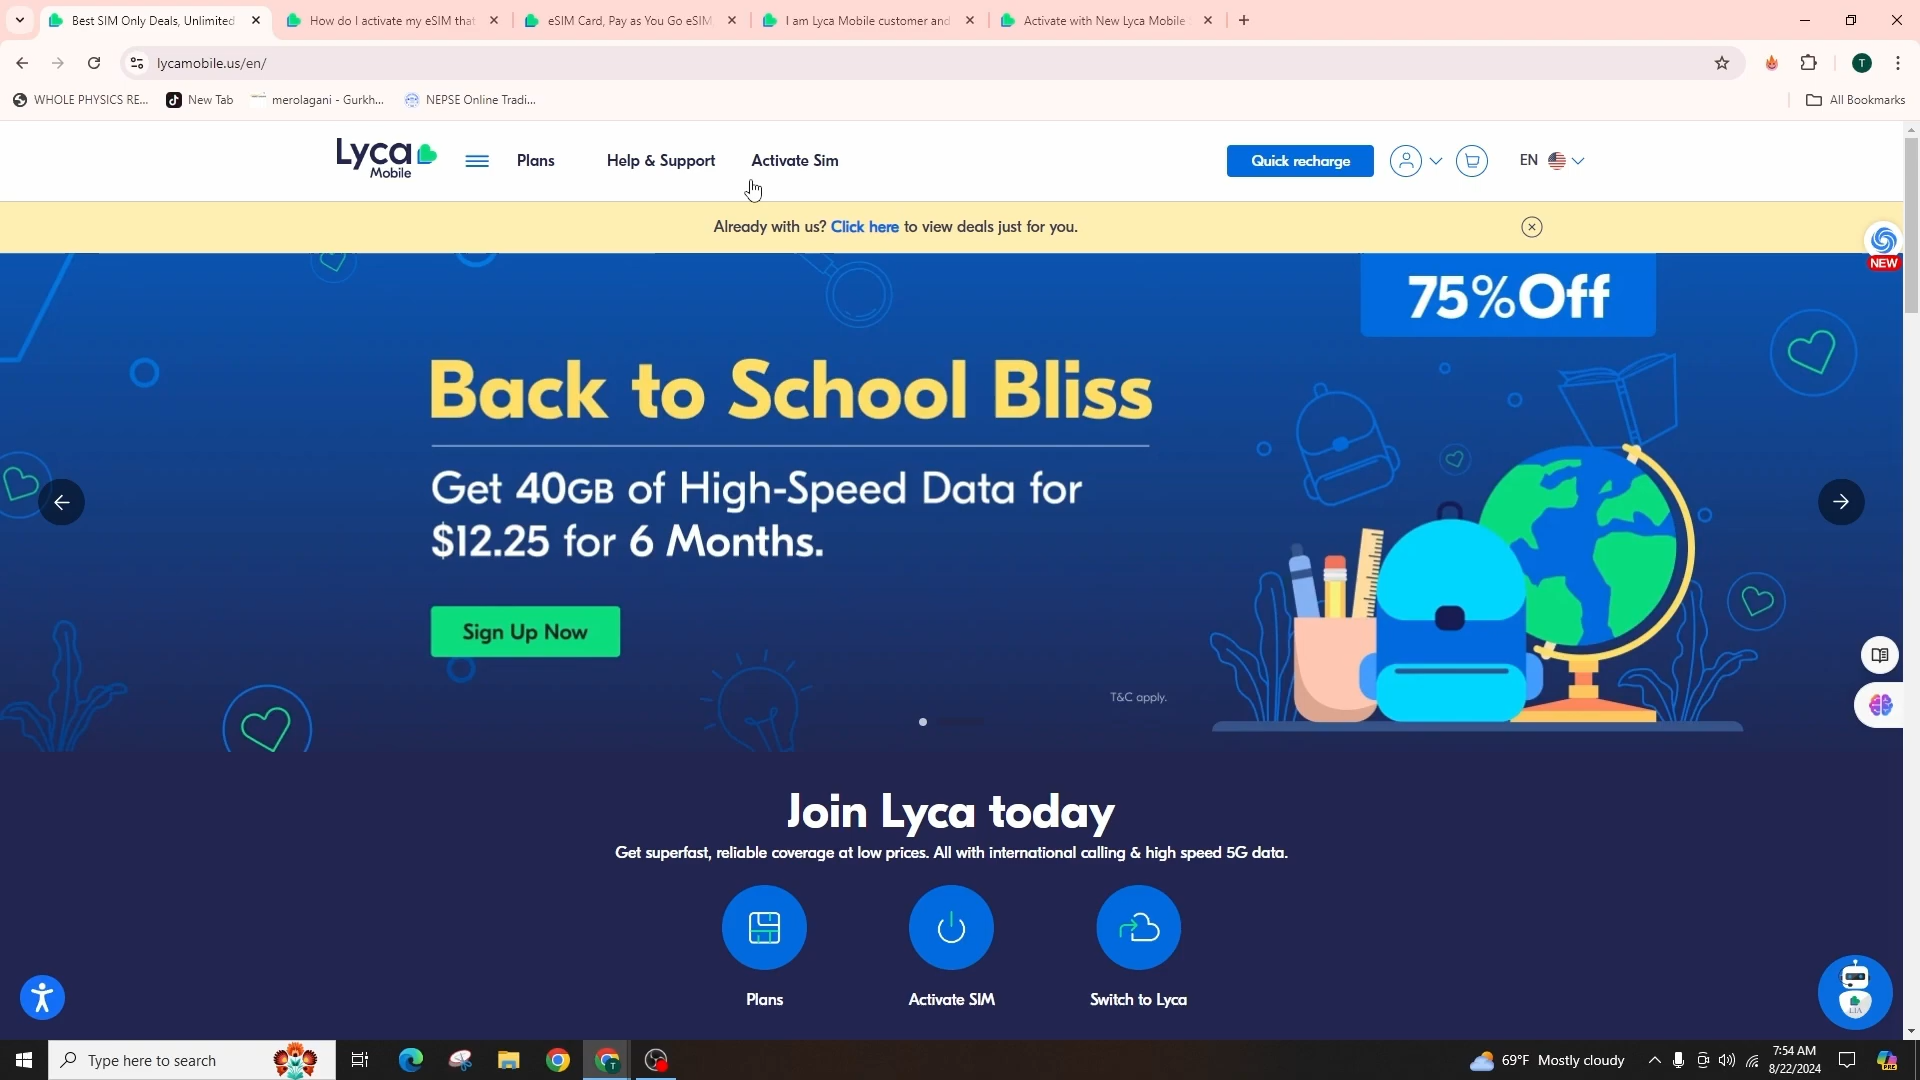 Best SIM Only Deals, Unlimited
How do I activate my eSIM that
eSIM Card, Pay as You Go eSIM
I am Lyca Mobile customer and
Activate with New Lyca Mobile
lycamobile.us/en/
T
WHOLE PHYSICS RE...
New Tab
merolagani - Gurkh...
NEPSE Online Tradi...
All Bookmarks
Lyca
Mobile
Plans
Help & Support
Activate Sim
Quick recharge
EN
Already with us? Click here to view deals just for you.
NEW
75%Off
Back to School Bliss
Get 40GB of High-Speed Data for
$12.25 for 6 Months.
Sign Up Now
T&C apply.
Join Lyca today
Get superfast, reliable coverage at low prices. All with international calling & high speed 5G data.
Plans
Activate SIM
Switch to Lyca
LIA
Type here to search
T
69°F Mostly cloudy
7:54 AM
8/22/2024
PRE